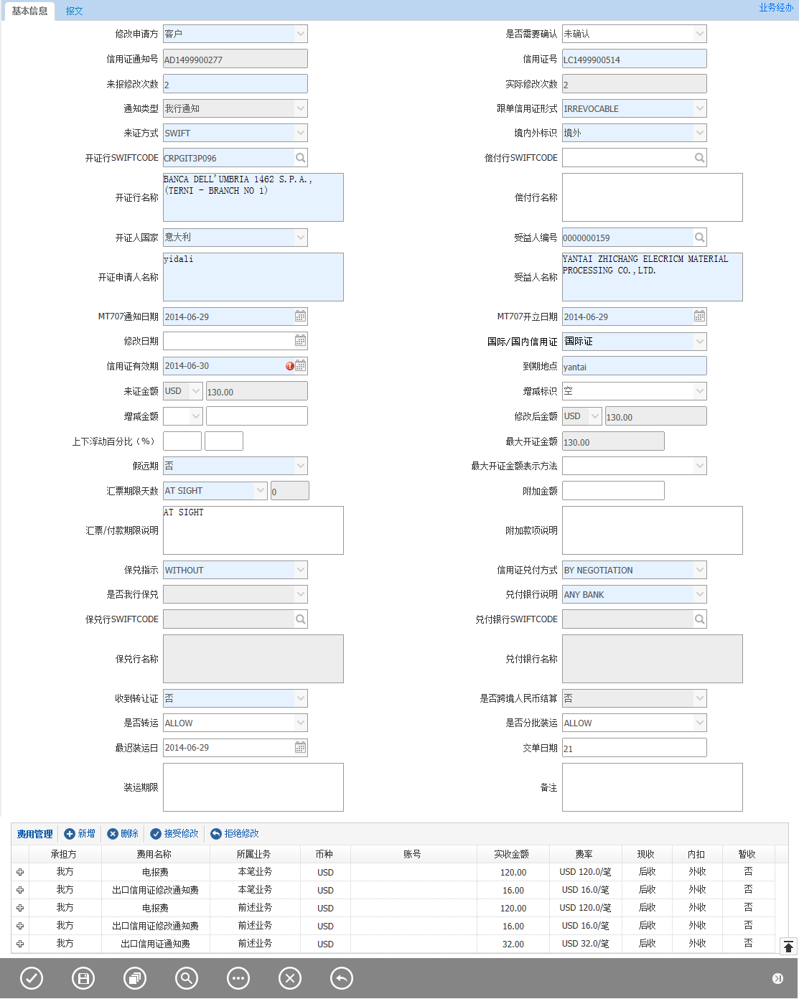 基本信息 报文 业务经办
修改申请方 客户 是否需要确认 未确认
信用证通知号 AD1499900277 信用证号 LC1499900514
来报修改次数 2 实际修改次数 2
通知类型 我行通知 跟单信用证形式 IRREVOCABLE
来证方式 SWIFT 境内外标识 境外
开证行SWIFTCODE CRPGIT3P096 偿付行SWIFTCODE
BANCA DELL'UMBRIA 1462 S.P.A.,
(TERNI - BRANCH NO 1)
开证行名称 偿付行名称
开证人国家 意大利 受益人编号 0000000159
yidali YANTAI ZHICHANG ELECRICM MATERIAL
PROCESSING CO.,LTD.
开证申请人名称 受益人名称
MT707通知日期 2014-06-29 MT707开立日期 2014-06-29
修改日期 国际/国内信用证 国际证
信用证有效期 2014-06-30 到期地点 yantai
来证金额 USD 130.00 增减标识 空
增减金额 修改后金额 USD 130.00
上下浮动百分比（%） 最大开证金额 130.00
假远期 否 最大开证金额表示方法
汇票期限天数 AT SIGHT 0 附加金额
AT SIGHT
汇票/付款期限说明 附加款项说明
保兑指示 WITHOUT 信用证兑付方式 BY NEGOTIATION
是否我行保兑 兑付银行说明 ANY BANK
保兑行SWIFTCODE 兑付银行SWIFTCODE
保兑行名称 兑付银行名称
收到转让证 否 是否跨境人民币结算 否
是否转运 ALLOW 是否分批装运 ALLOW
最迟装运日 2014-06-29 交单日期 21
装运期限 备注
费用管理 新增 删除 接受修改 拒绝修改
承担方 费用名称 所属业务 币种 账号 实收金额 费率 现收 内扣 暂收
我方 电报费 本笔业务 USD 120.00 USD 120.0/笔 后收 外收 否
我方 出口信用证修改通知费 本笔业务 USD 16.00 USD 16.0/笔 后收 外收 否
我方 电报费 前述业务 USD 120.00 USD 120.0/笔 后收 外收 否
我方 出口信用证修改通知费 前述业务 USD 16.00 USD 16.0/笔 后收 外收 否
我方 出口信用证通知费 前述业务 USD 32.00 USD 32.0/笔 后收 外收 否